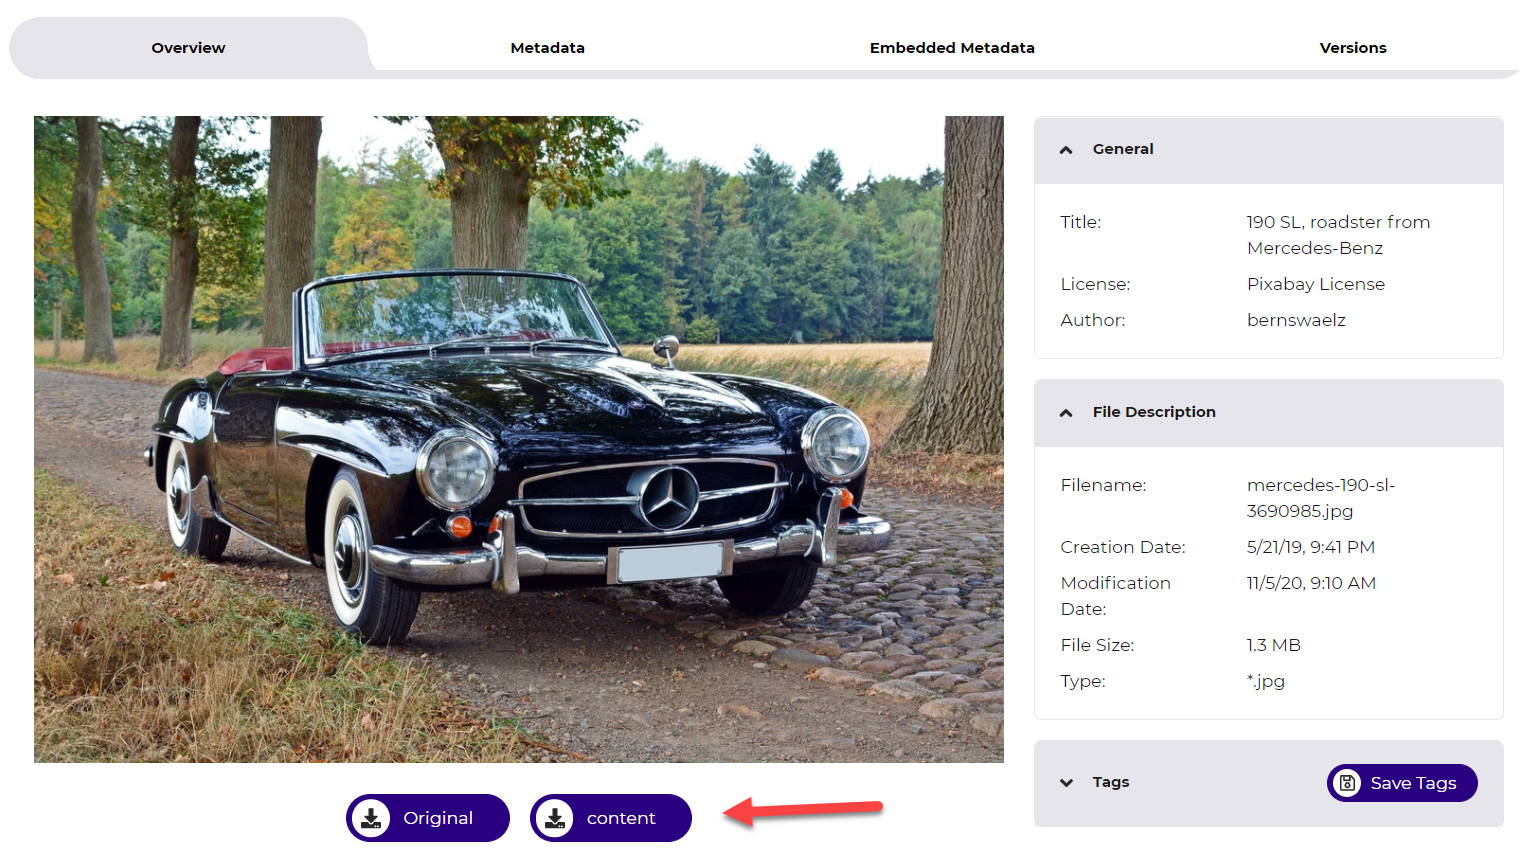 Overview
Metadata
Embedded Metadata
Versions
General
Title: 190 SL, roadster from
Mercedes-Benz
License: Pixabay License
Author: bernswaelz
File Description
Filename: mercedes-190-sl-
3690985.jpg
Creation Date: 5/21/19, 9:41 PM
Modification 11/5/20, 9:10 AM
Date:
File Size: 1.3 MB
Type: *.jpg
Tags
Save Tags
Original
content